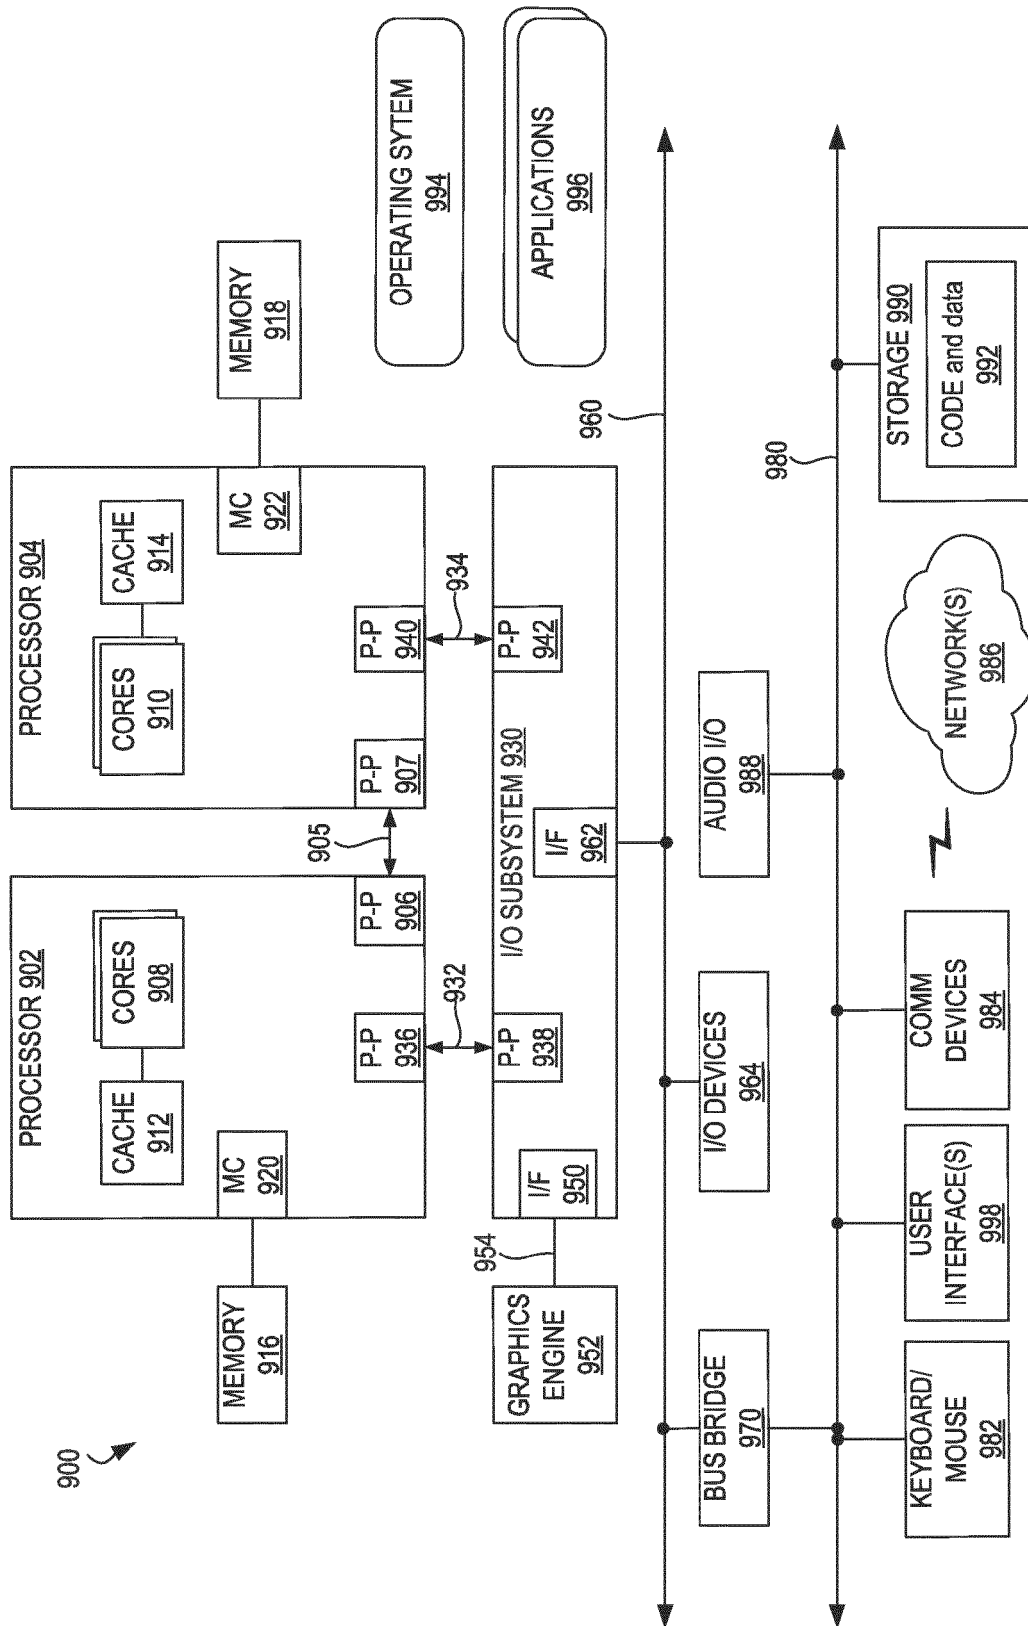 900
PROCESSOR 902
CACHE
912
CORES
908
MC
920
P-P
936
P-P
906
905
PROCESSOR 904
CORES
910
CACHE
914
MC
922
P-P
907
P-P
940
MEMORY
916
MEMORY
918
932
934
GRAPHICS
ENGINE
952
954
I/F
950
P-P
938
I/O SUBSYSTEM 930
I/F
962
P-P
942
OPERATING SYTEM
994
APPLICATIONS
996
960
BUS BRIDGE
970
I/O DEVICES
964
AUDIO I/O
988
980
KEYBOARD/
MOUSE
982
USER
INTERFACE(S)
998
COMM
DEVICES
984
NETWORK(S)
986
STORAGE 990
CODE and data
992